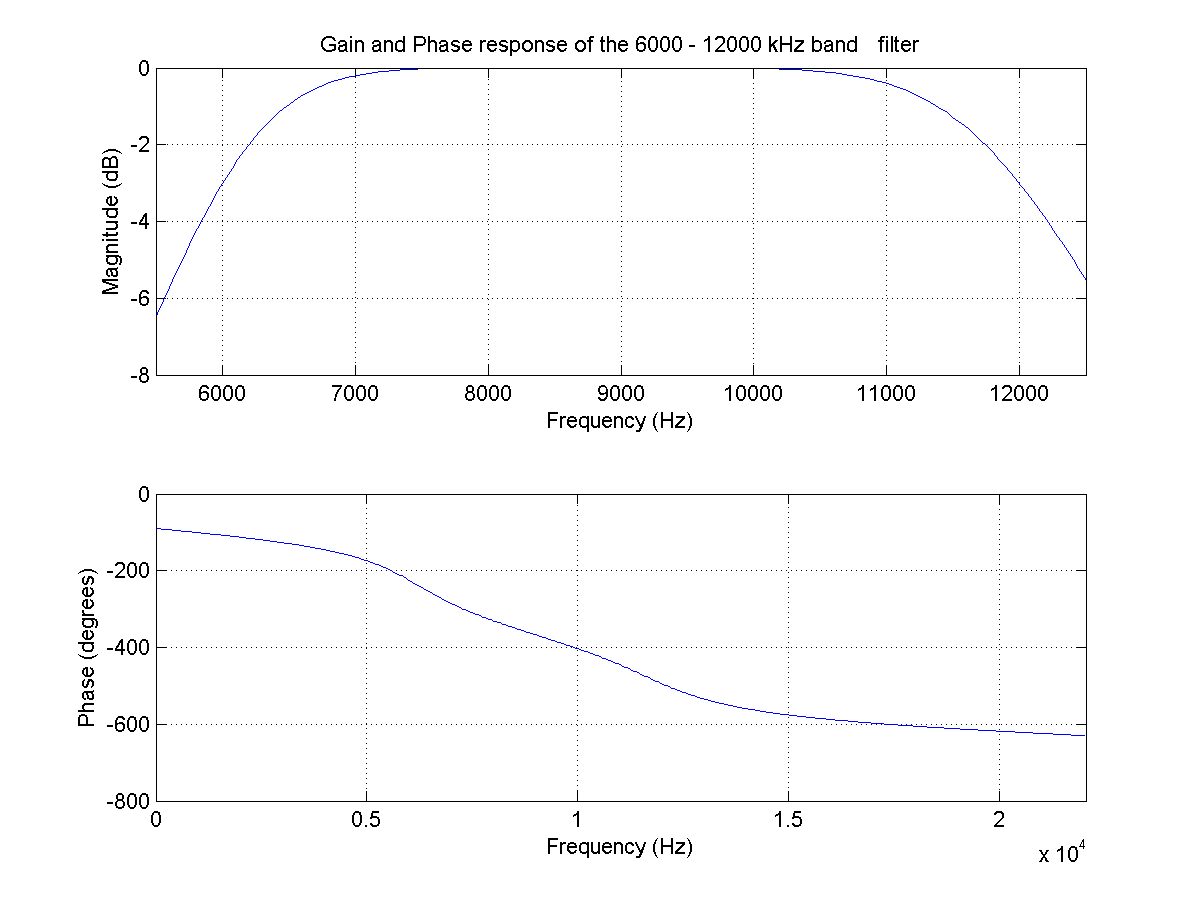 Gain and Phase response of the 6000 - 12000 kHz band   filter
0
-2
-4
-6
-8
Magnitude (dB)
6000 7000 8000 9000 10000 11000 12000
Frequency (Hz)
0
-200
-400
-600
-800
Phase (degrees)
0 0.5 1 1.5 2
Frequency (Hz)
x 10^4